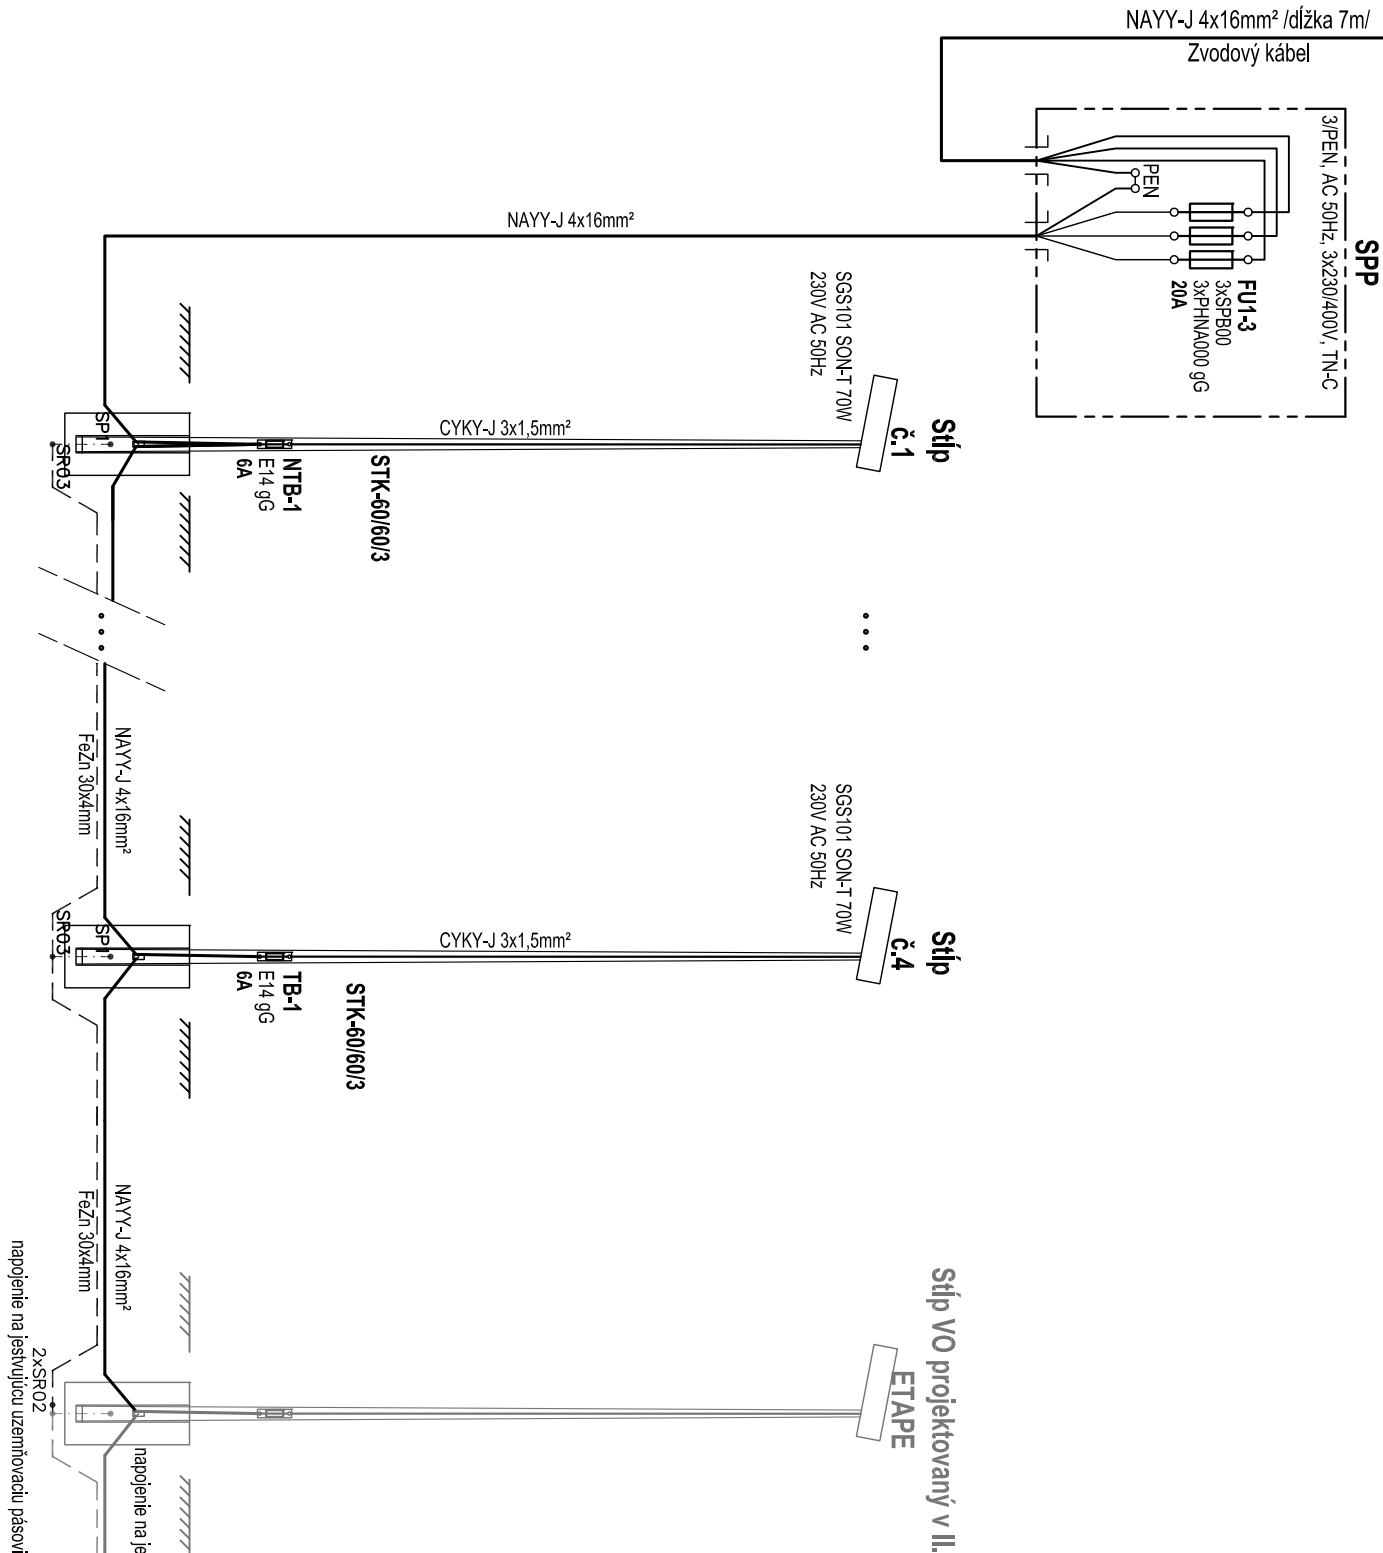 NAYY-J 4x16mm² /dĺžka 7m/
Zvodový kábel
SPP
3/PEN, AC 50Hz, 3x230/400V, TN-C
PEN
FU1-3
3xSPB00
3xPHNA000 gG
20A
NAYY-J 4x16mm²
SGS101 SON-T 70W
230V AC 50Hz
Stĺp
č.1
CYKY-J 3x1,5mm²
SP1
SR03
NTB-1
E14 gG
6A
STK-60/60/3
NAYY-J 4x16mm²
FeZn 30x4mm
SGS101 SON-T 70W
230V AC 50Hz
Stĺp
č.4
CYKY-J 3x1,5mm²
SP1
SR03
TB-1
E14 gG
6A
STK-60/60/3
NAYY-J 4x16mm²
FeZn 30x4mm
Stĺp VO projektovaný v II.
ETAPE
2xSR02
napojenie na je
napojenie na jestvujúcu uzemňovaciu pásovi